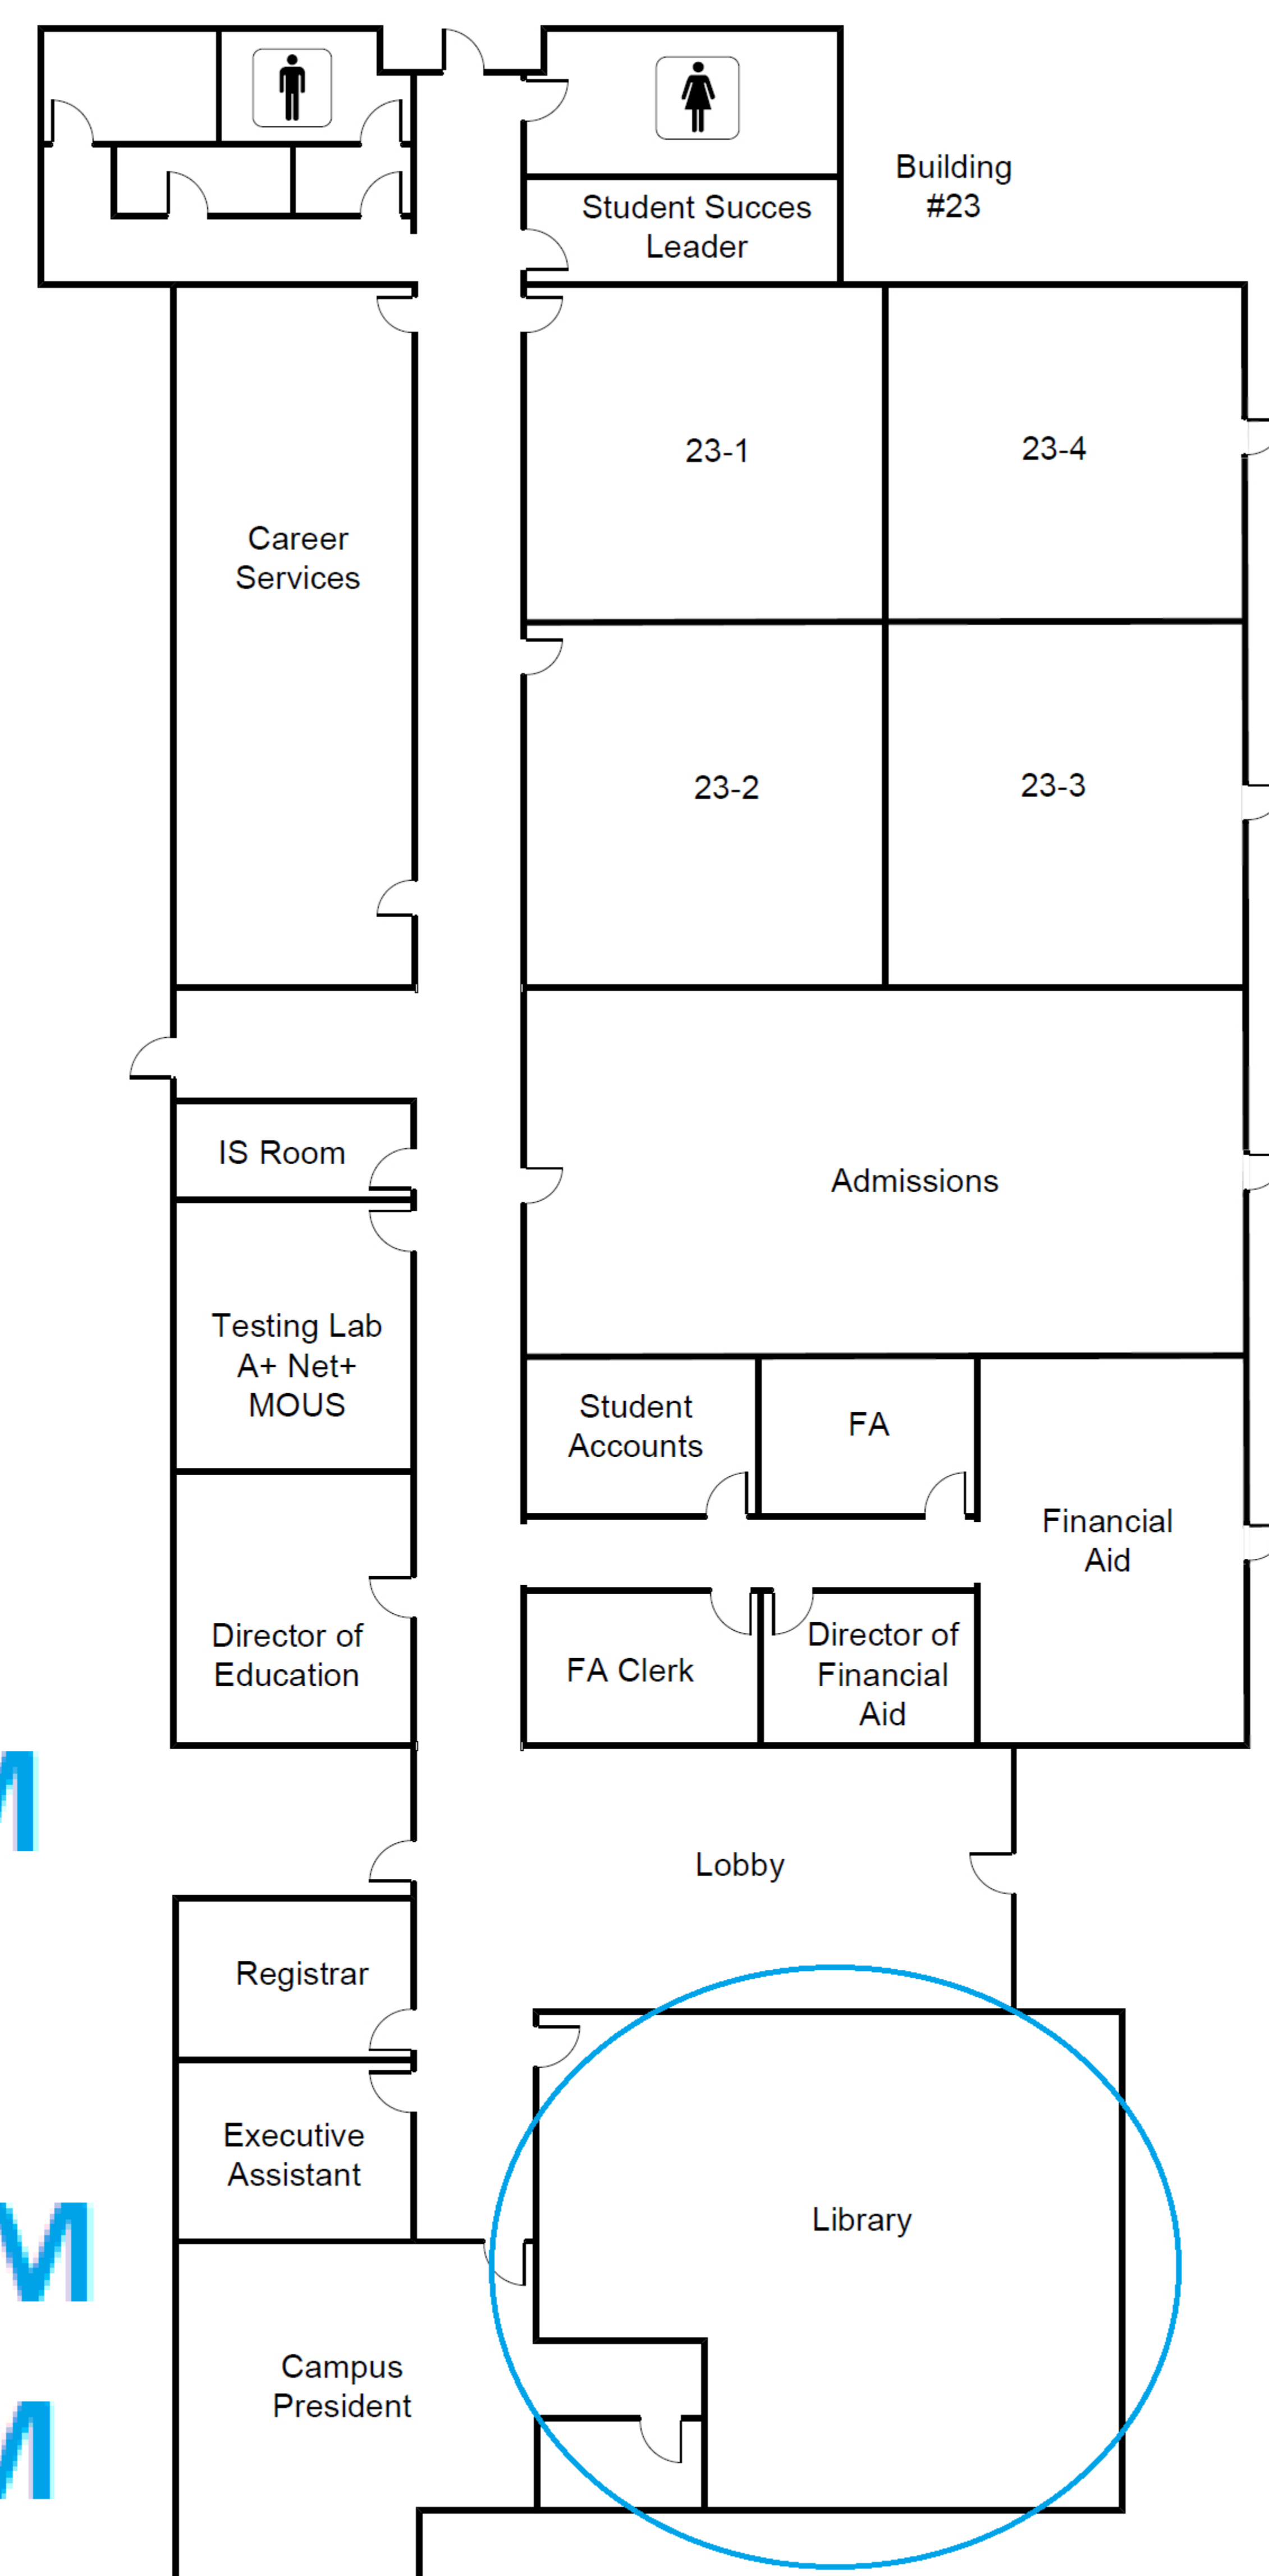 Building
#23
Student Succes
Leader
23-1
23-4
Career
Services
23-2
23-3
IS Room
Admissions
Testing Lab
A+ Net+
MOUS
Student
Accounts
FA
Financial
Aid
Director of
Education
FA Clerk
Director of
Financial
Aid
M
Lobby
Registrar
Executive
Assistant
Library
M
Campus
President
M